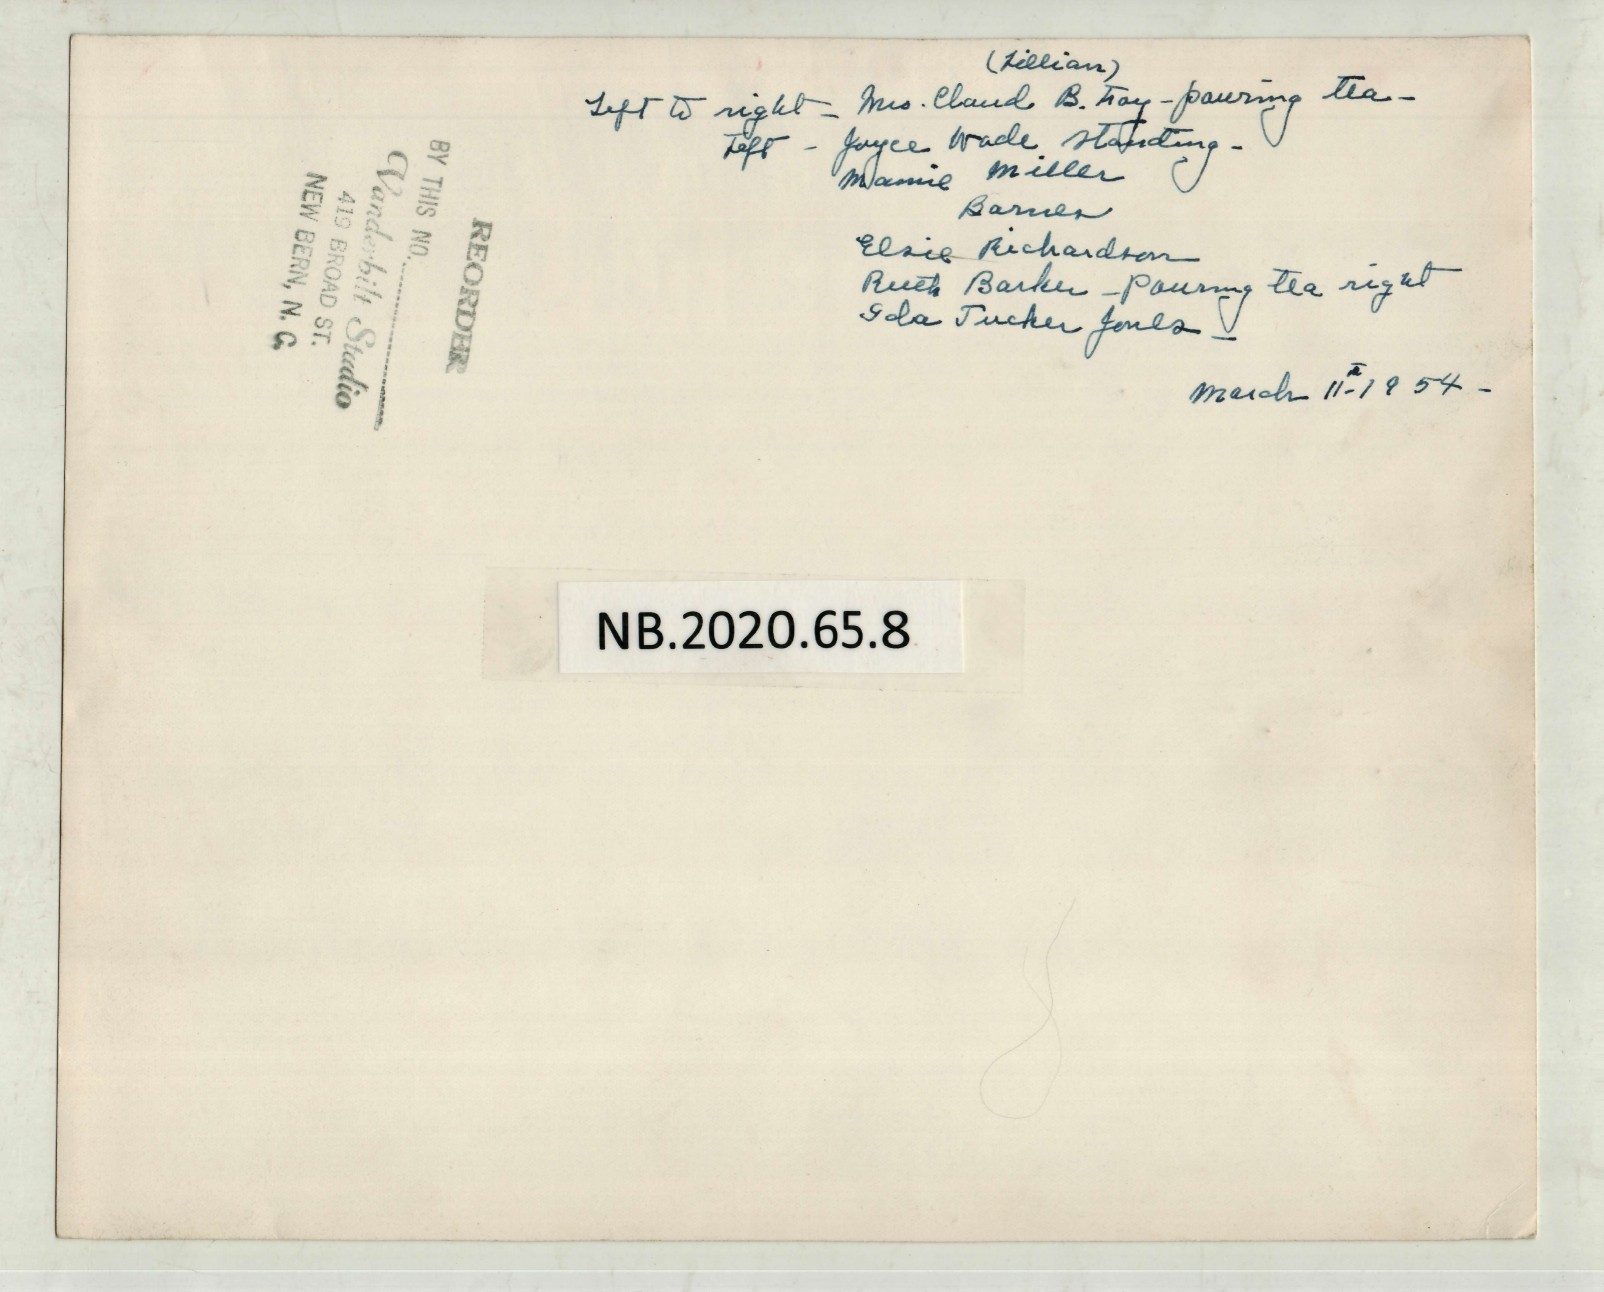 (Lillian)
Left to right – Mrs. Claud B. Foy – pouring tea –
Left – Joyce Wade standing –
Mamie Miller
Barnes
Elsie Richardson
Ruth Barker – Pouring tea right
Ida Tucker Jones –
March 11th 1954 –
REORDER
BY THIS NO.
Vanderbilt Studio
419 BROAD ST.
NEW BERN, N. C
NB.2020.65.8